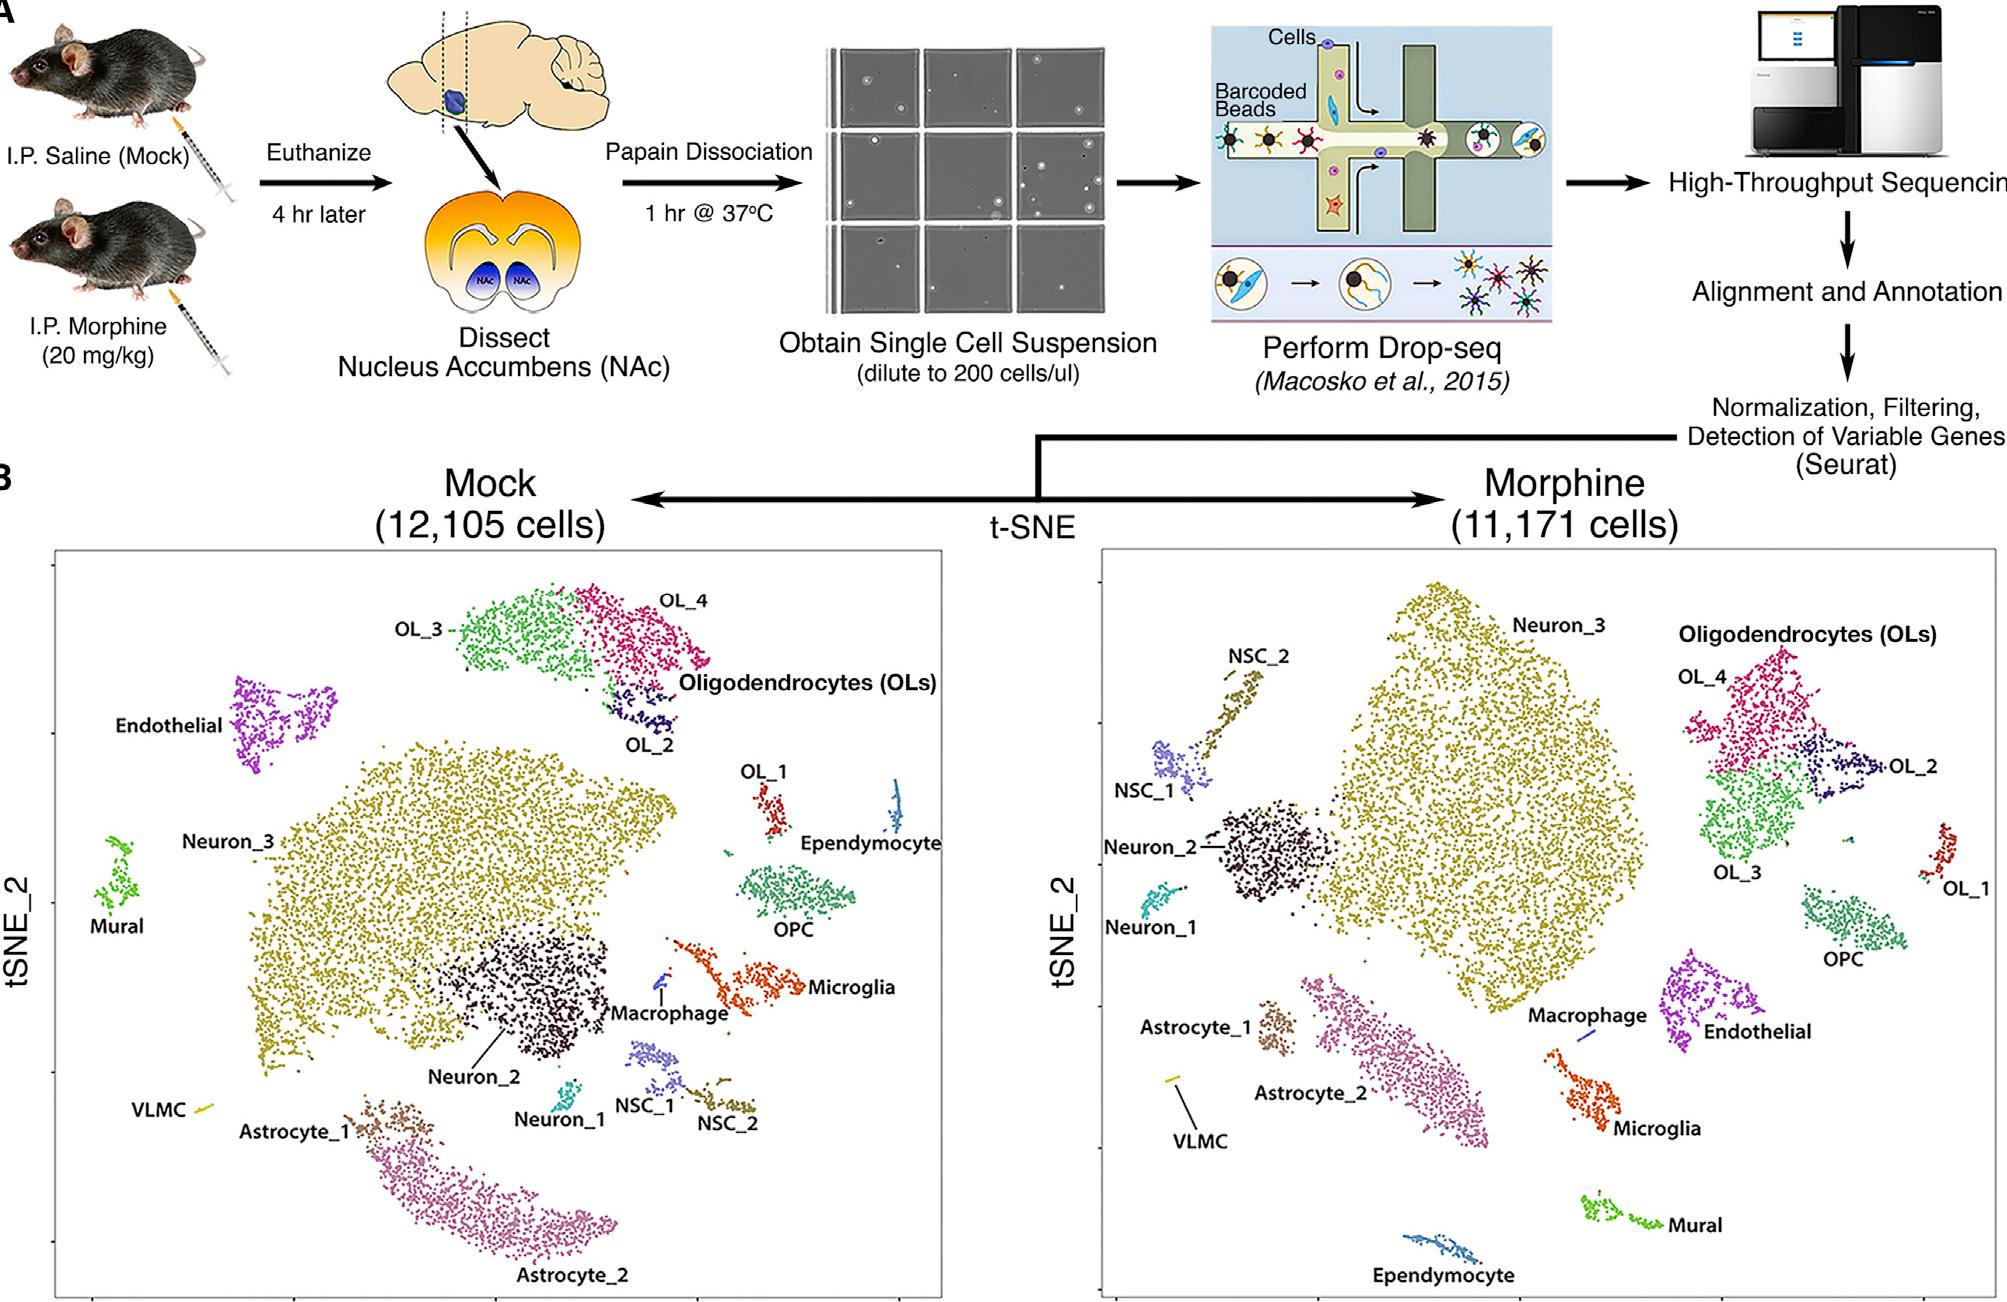 A
I.P. Saline (Mock)
I.P. Morphine
(20 mg/kg)
Euthanize
4 hr later
NAc NAc
Dissect
Nucleus Accumbens (NAc)
Papain Dissociation
1 hr @ 37ºC
Obtain Single Cell Suspension
(dilute to 200 cells/ul)
Cells
Barcoded
Beads
Perform Drop-seq
(Macosko et al., 2015)
High-Throughput Sequencin
Alignment and Annotation
Normalization, Filtering,
Detection of Variable Genes
(Seurat)
B
Mock
(12,105 cells)
t-SNE
Morphine
(11,171 cells)
tSNE_2
OL_3
OL_4
Oligodendrocytes (OLs)
OL_2
Endothelial
OL_1
Ependymocyte
Neuron_3
Mural
OPC
Microglia
Macrophage
Neuron_2
VLMC
Astrocyte_1
Neuron_1
NSC_1
NSC_2
Astrocyte_2
tSNE_2
Neuron_3
Oligodendrocytes (OLs)
NSC_2
OL_4
NSC_1
OL_2
Neuron_2
OL_3
OL_1
Neuron_1
OPC
Macrophage
Astrocyte_1
Endothelial
Astrocyte_2
Microglia
VLMC
Mural
Ependymocyte